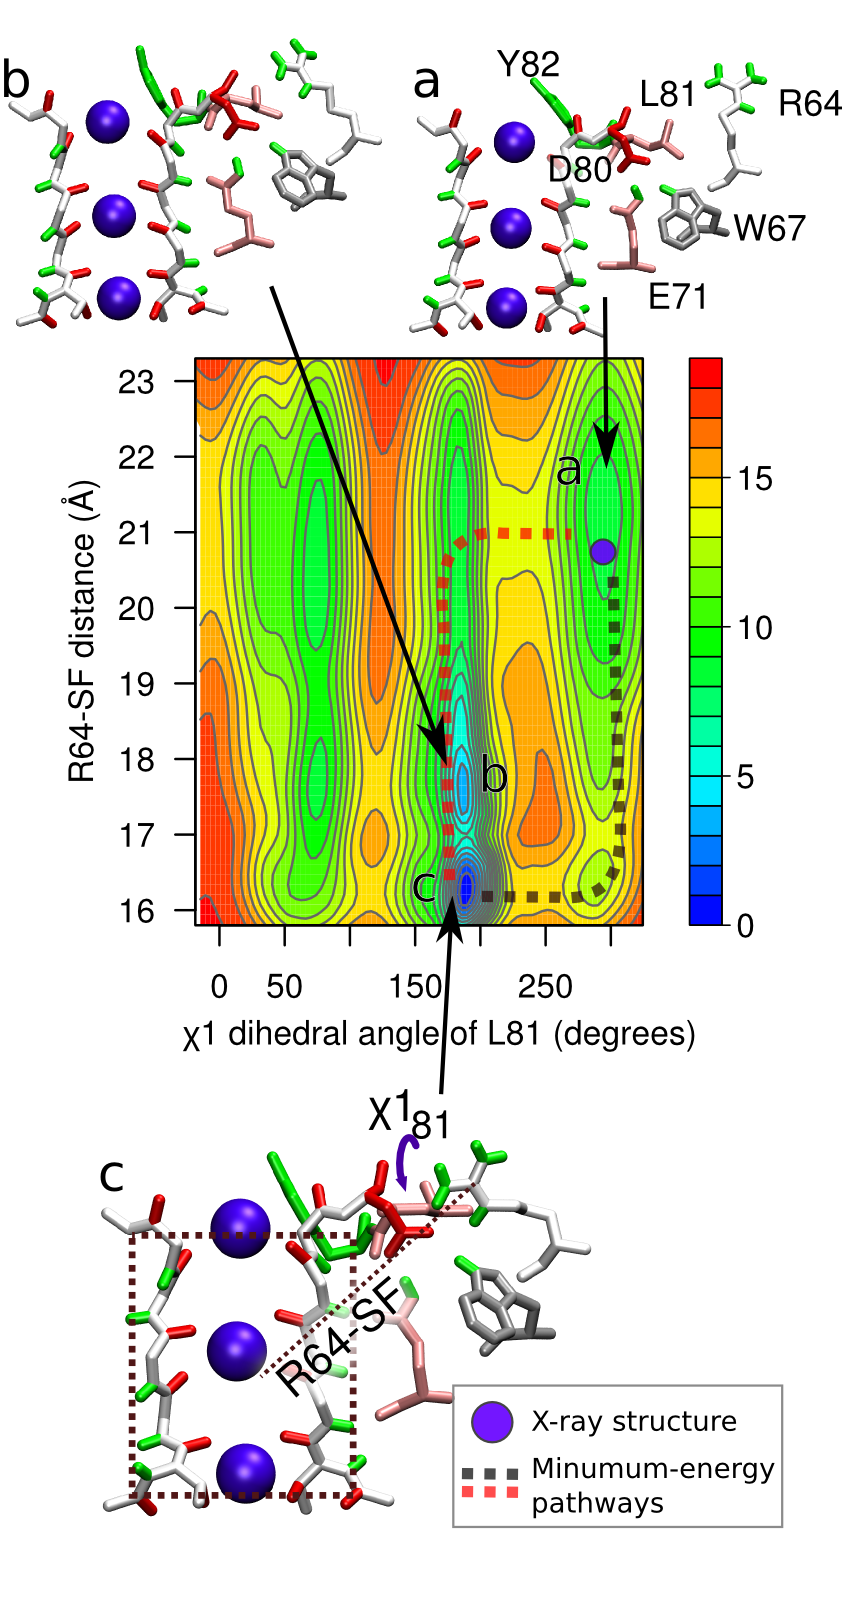 b
a
Y82
L81
R64
D80
W67
E71
23
22
21
20
19
18
17
16
R64-SF distance (Å)
a
b
c
15
10
5
0
0 50 150 250
χ1 dihedral angle of L81 (degrees)
χ1 81
c
R64-SF
X-ray structure
Minumum-energy
pathways